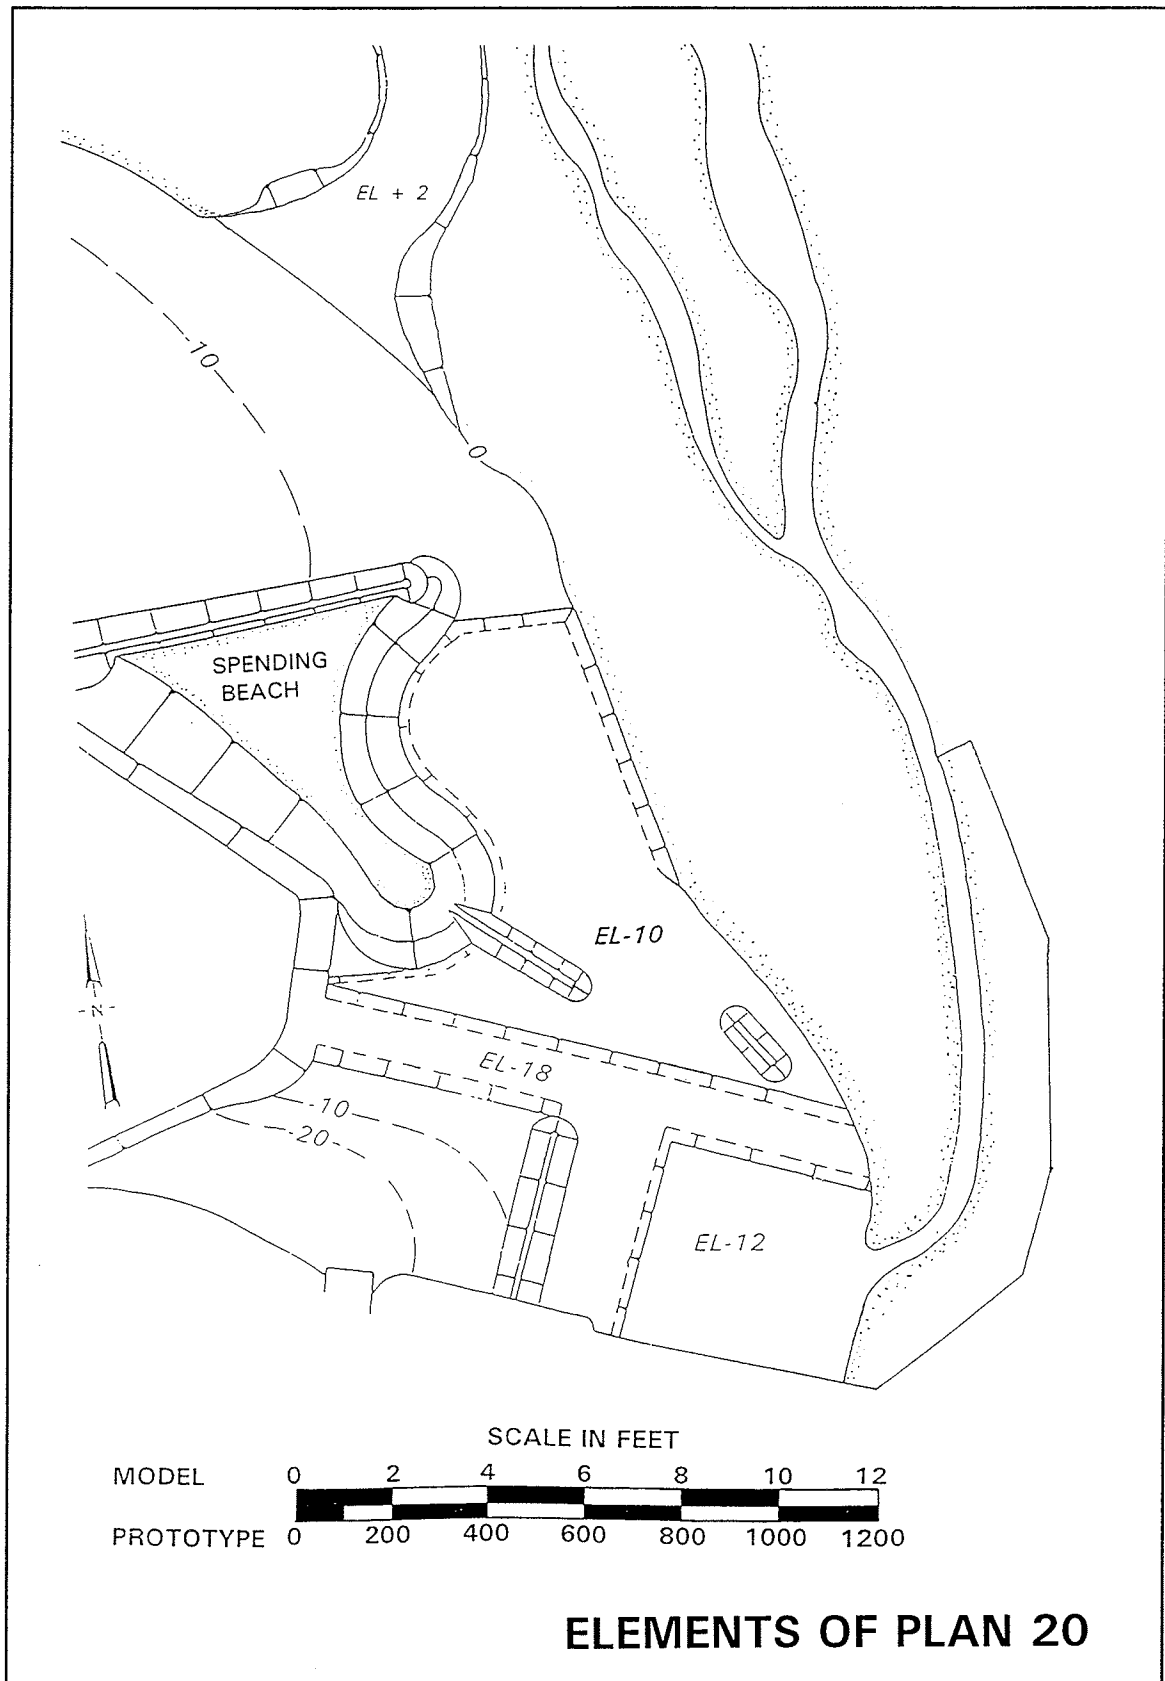 EL + 2
-10-
0
SPENDING
BEACH
EL-10
-N-
EL-18
-10-
-20-
EL-12
SCALE IN FEET
MODEL 0 2 4 6 8 10 12
PROTOTYPE 0 200 400 600 800 1000 1200
ELEMENTS OF PLAN 20